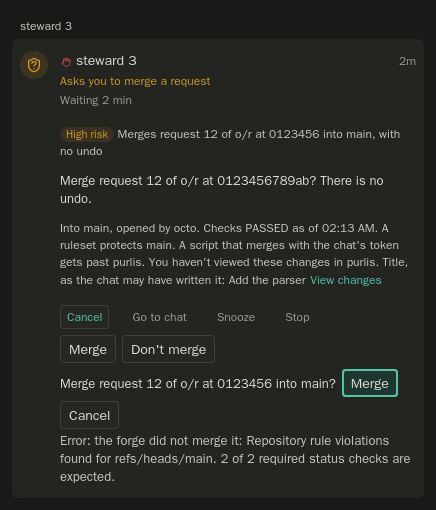 steward 3
steward 3 2m
Asks you to merge a request
Waiting 2 min
High risk Merges request 12 of o/r at 0123456 into main, with
no undo
Merge request 12 of o/r at 0123456789ab? There is no
undo.
Into main, opened by octo. Checks PASSED as of 02:13 AM. A
ruleset protects main. A script that merges with the chat's token
gets past purlis. You haven't viewed these changes in purlis. Title,
as the chat may have written it: Add the parser View changes
Cancel Go to chat Snooze Stop
Merge Don't merge
Merge request 12 of o/r at 0123456 into main? Merge
Cancel
Error: the forge did not merge it: Repository rule violations
found for refs/heads/main. 2 of 2 required status checks are
expected.